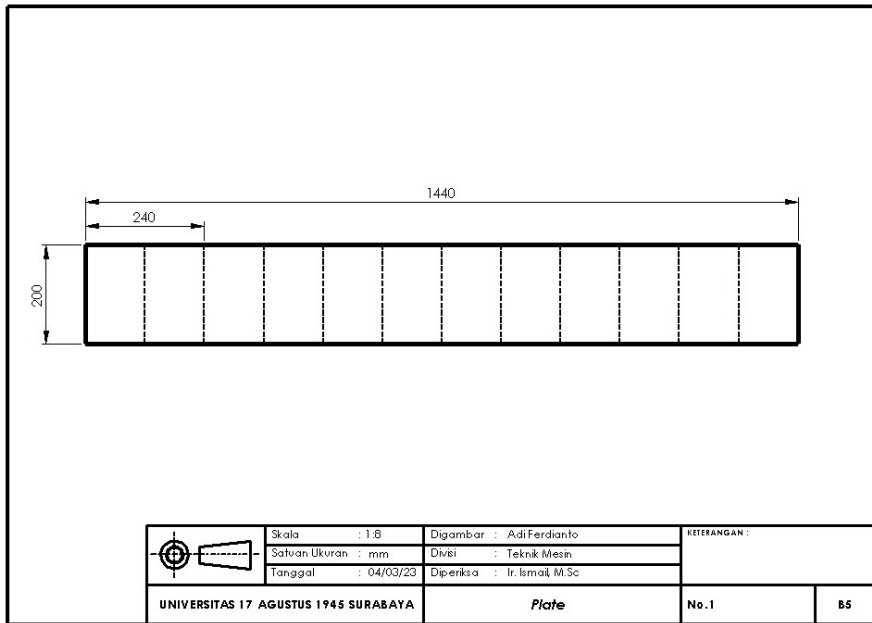 1440
240
200
Skala : 1:8
Satuan Ukuran : mm
Tanggal : 04/03/23
Digambar : Adi Ferdianto
Divisi : Teknik Mesin
Diperiksa : Ir. Ismail, M.Sc
KETERANGAN :
UNIVERSITAS 17 AGUSTUS 1945 SURABAYA
Plate
No.1
B5